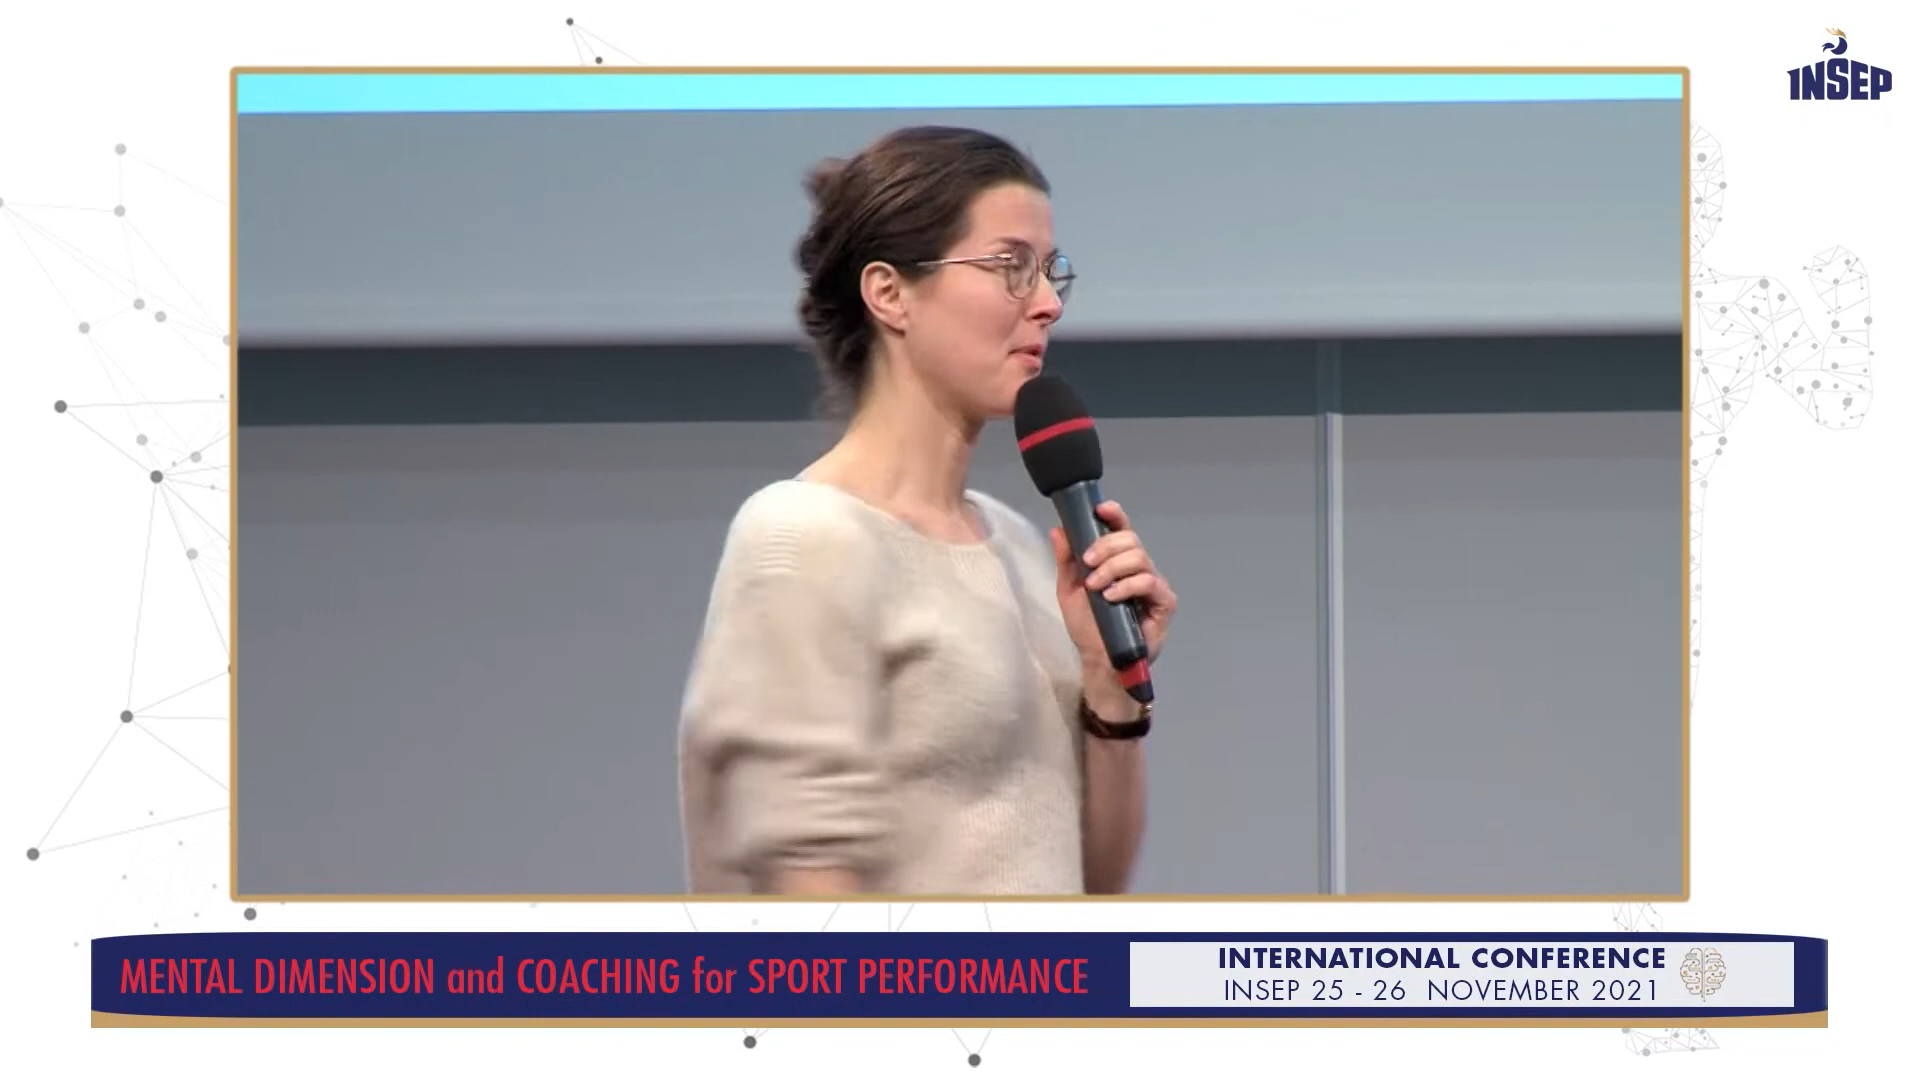 INSEP
MENTAL DIMENSION and COACHING for SPORT PERFORMANCE
INTERNATIONAL CONFERENCE
INSEP 25 - 26 NOVEMBER 2021